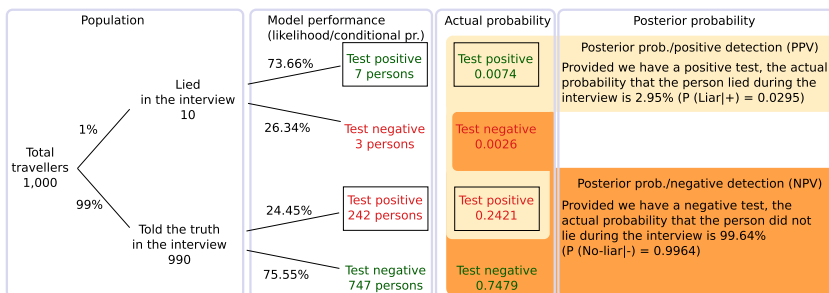 Population
Total
travellers
1,000
1%
99%
Lied
in the interview
10
Told the truth
in the interview
990
Model performance
(likelihood/conditional pr.)
73.66%
Test positive
7 persons
26.34%
Test negative
3 persons
24.45%
Test positive
242 persons
75.55%
Test negative
747 persons
Actual probability
Test positive
0.0074
Test negative
0.0026
Test positive
0.2421
Test negative
0.7479
Posterior probability
Posterior prob./positive detection (PPV)
Provided we have a positive test, the actual
probability that the person lied during the
interview is 2.95% (P (Liar|+) = 0.0295)
Posterior prob./negative detection (NPV)
Provided we have a negative test, the
actual probability that the person did not
lie during the interview is 99.64%
(P (No-liar|-) = 0.9964)